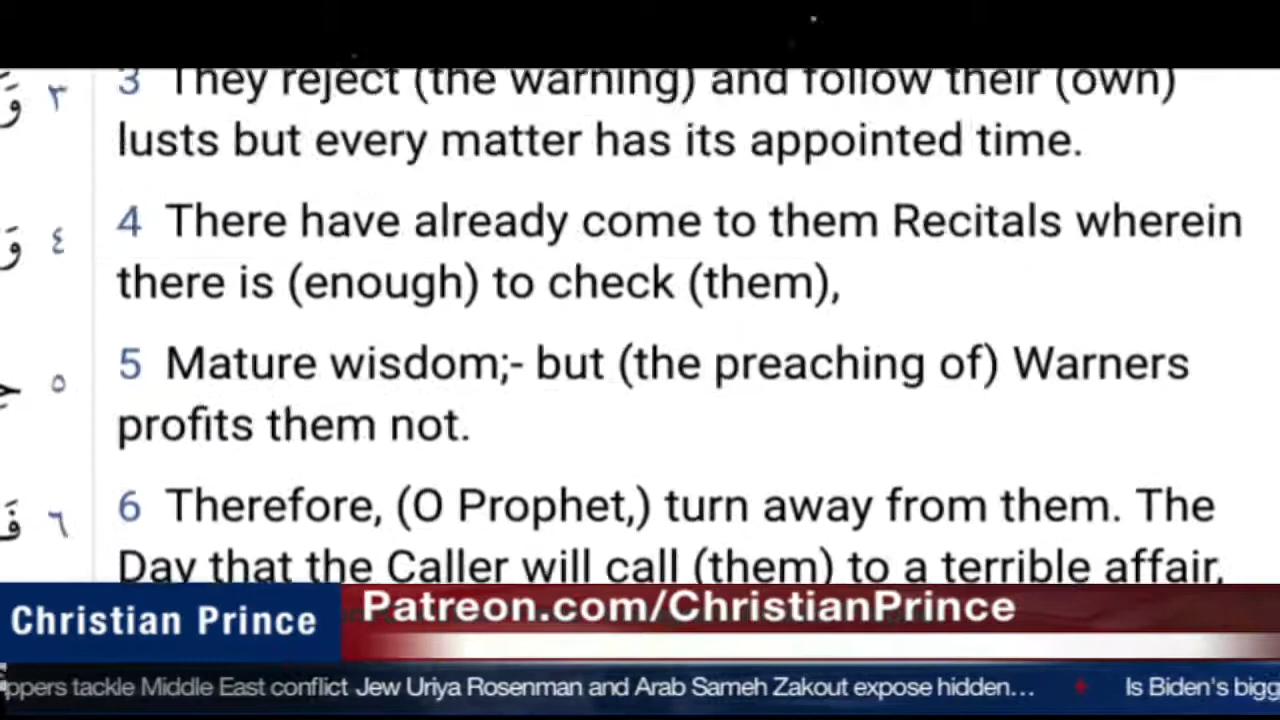 3 They reject (the warning) and follow their (own)
٣
lusts but every matter has its appointed time.
4 There have already come to them Recitals wherein
٤
there is (enough) to check (them),
5 Mature wisdom;- but (the preaching of) Warners
٥
profits them not.
6 Therefore, (O Prophet,) turn away from them. The
٦
Day that the Caller will call (them) to a terrible affair,
Christian Prince
Patreon.com/ChristianPrince
ppers tackle Middle East conflict Jew Uriya Rosenman and Arab Sameh Zakout expose hidden... Is Biden's bigg